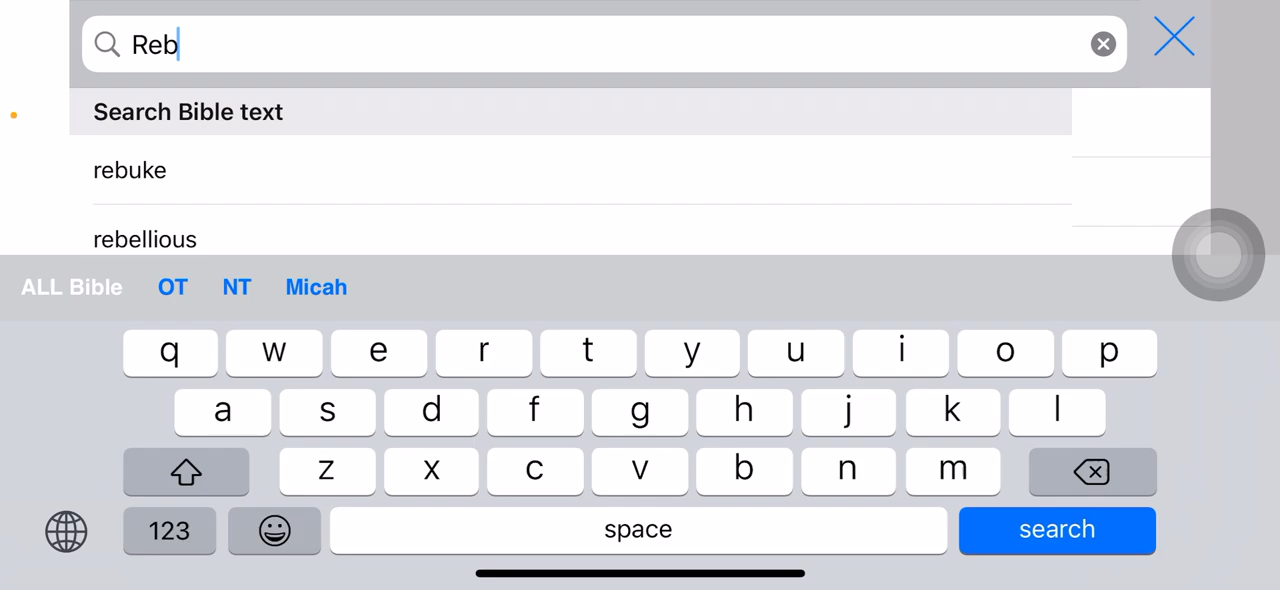 Reb
Search Bible text
rebuke
rebellious
ALL Bible OT NT Micah
q w e r t y u i o p
a s d f g h j k l
z x c v b n m
123 space search